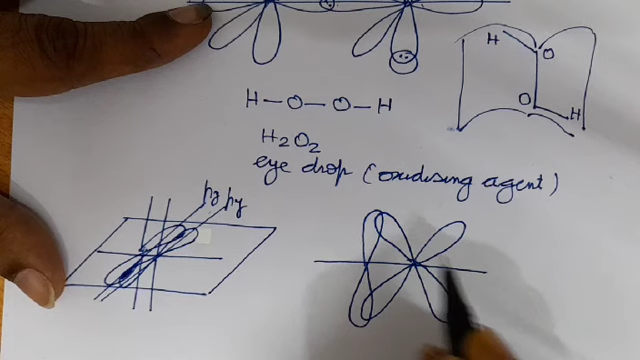 H
O
O
H
H–O–O–H
H2O2
eye drop (oxidising agent)
pz py